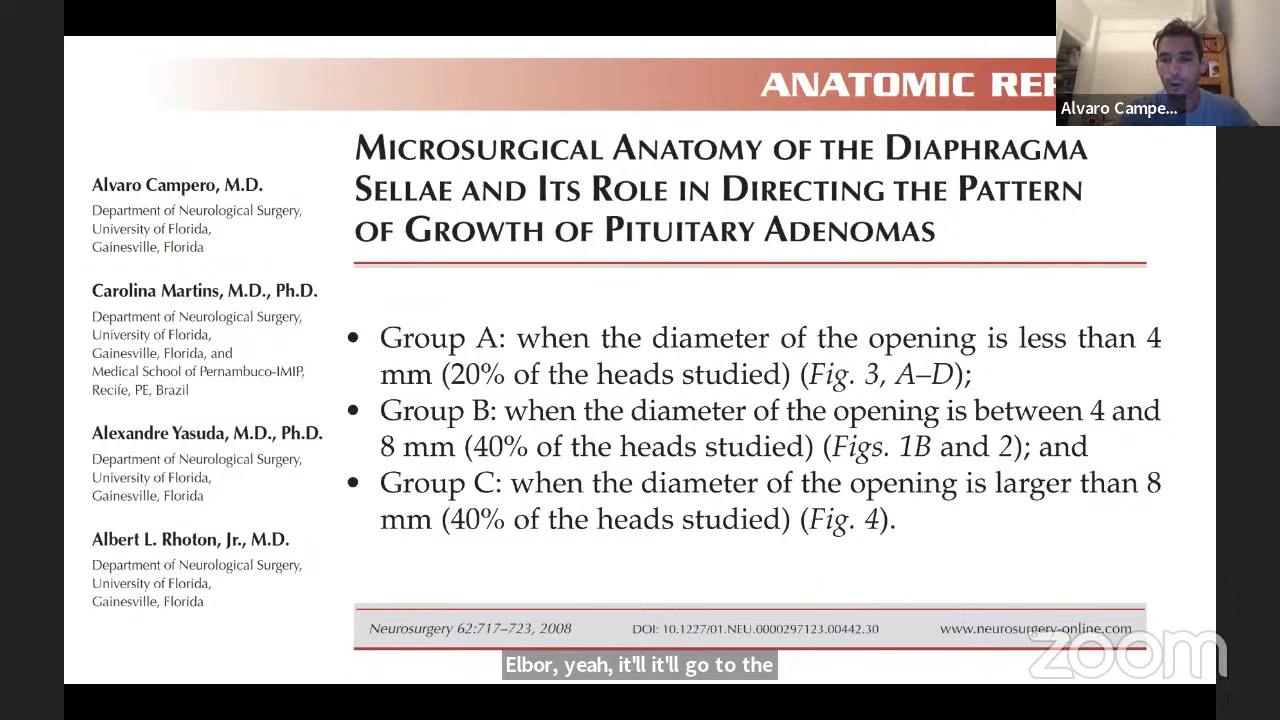 ANATOMIC REP
Alvaro Campe...
MICROSURGICAL ANATOMY OF THE DIAPHRAGMA
SELLAE AND ITS ROLE IN DIRECTING THE PATTERN
OF GROWTH OF PITUITARY ADENOMAS
Alvaro Campero, M.D.
Department of Neurological Surgery,
University of Florida,
Gainesville, Florida
Carolina Martins, M.D., Ph.D.
Department of Neurological Surgery,
University of Florida,
Gainesville, Florida, and
Medical School of Pernambuco-IMIP,
Recife, PE, Brazil
Alexandre Yasuda, M.D., Ph.D.
Department of Neurological Surgery,
University of Florida,
Gainesville, Florida
Albert L. Rhoton, Jr., M.D.
Department of Neurological Surgery,
University of Florida,
Gainesville, Florida
• Group A: when the diameter of the opening is less than 4
mm (20% of the heads studied) (Fig. 3, A–D);
• Group B: when the diameter of the opening is between 4 and
8 mm (40% of the heads studied) (Figs. 1B and 2); and
• Group C: when the diameter of the opening is larger than 8
mm (40% of the heads studied) (Fig. 4).
Neurosurgery 62:717–723, 2008 DOI: 10.1227/01.NEU.0000297123.00442.30 www.neurosurgery-online.com
zoom
Elbor, yeah, it'll it'll go to the